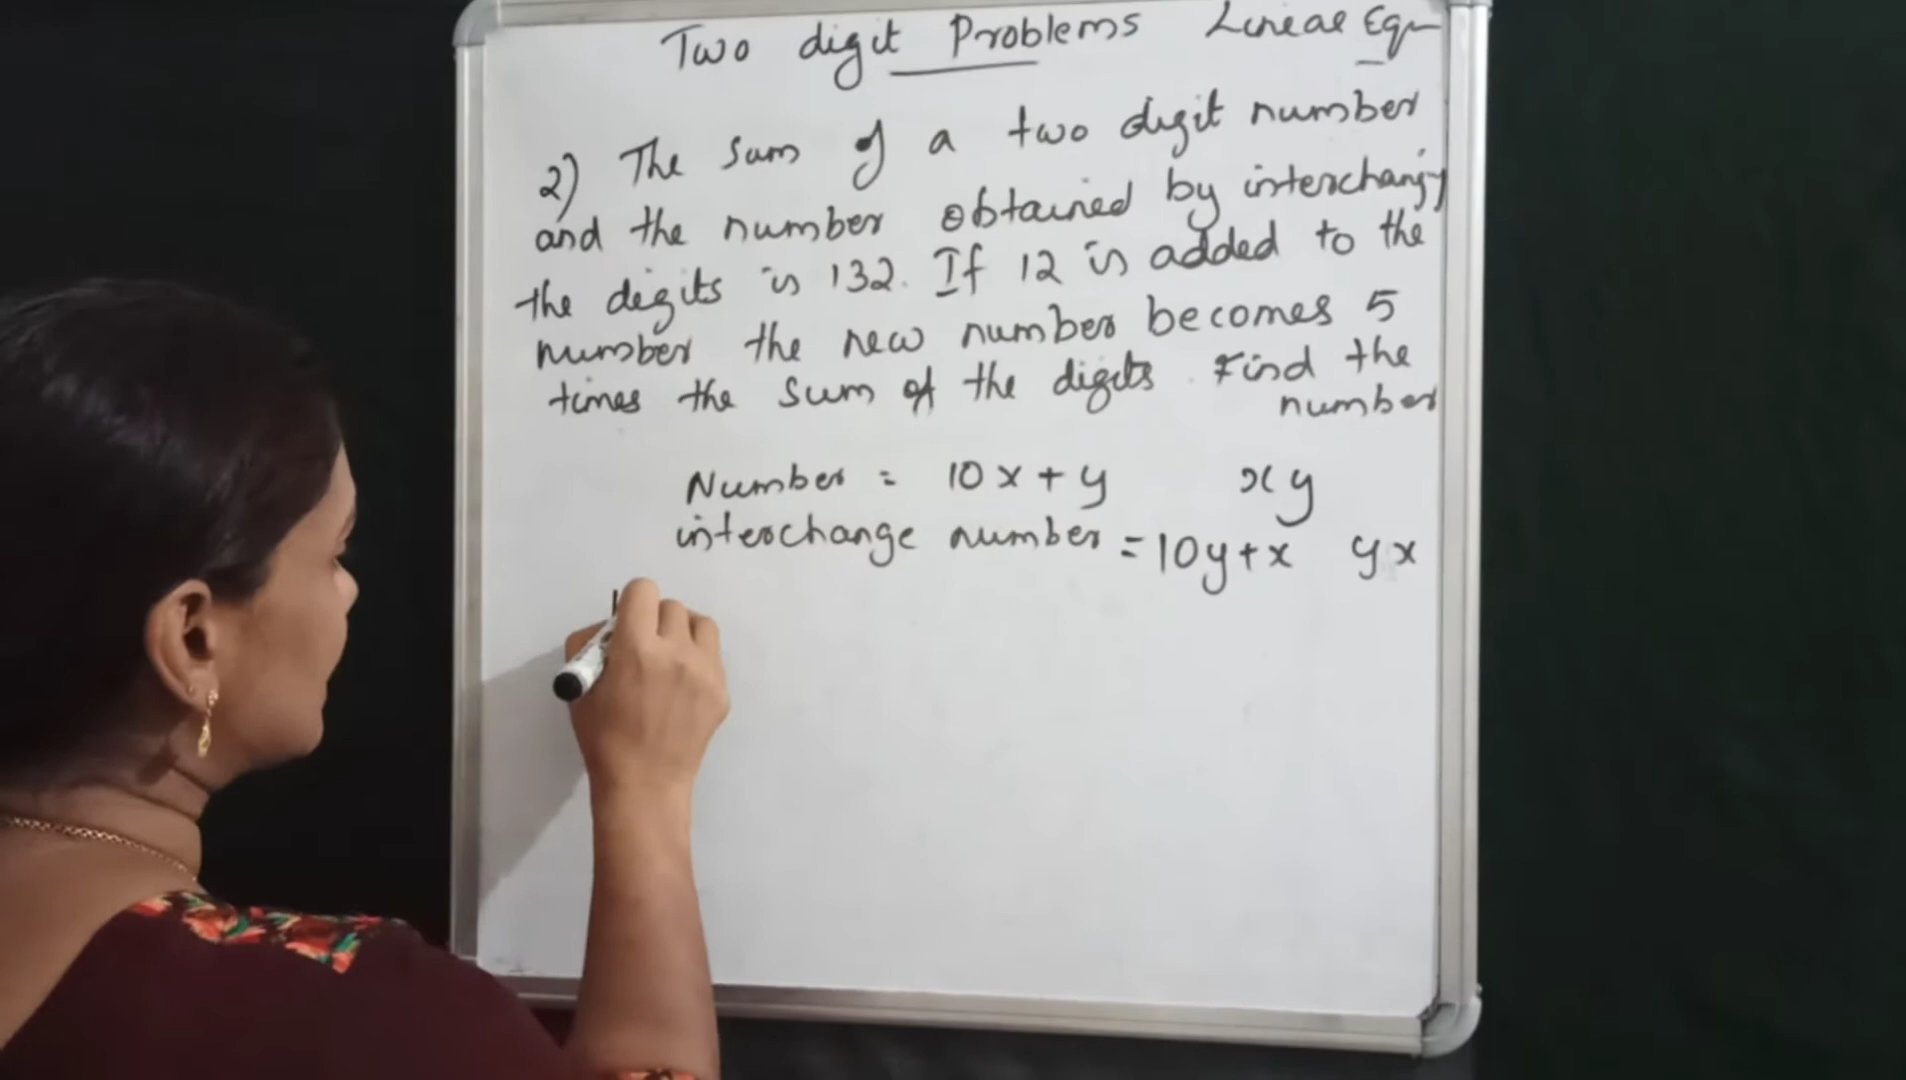 Two digit Problems Linear Eqn
2) The sum of a two digit number
and the number obtained by interchangy
the digits is 132. If 12 is added to the
number the new number becomes 5
times the sum of the digits. Find the
number
Number = 10x+y xy
interchange number = 10y+x yx